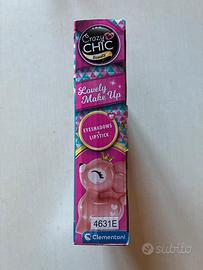 Crazy
CHIC
Lovely
Make Up
EYESHADOWS
LIPSTICK
4631E
Clementoni
subito